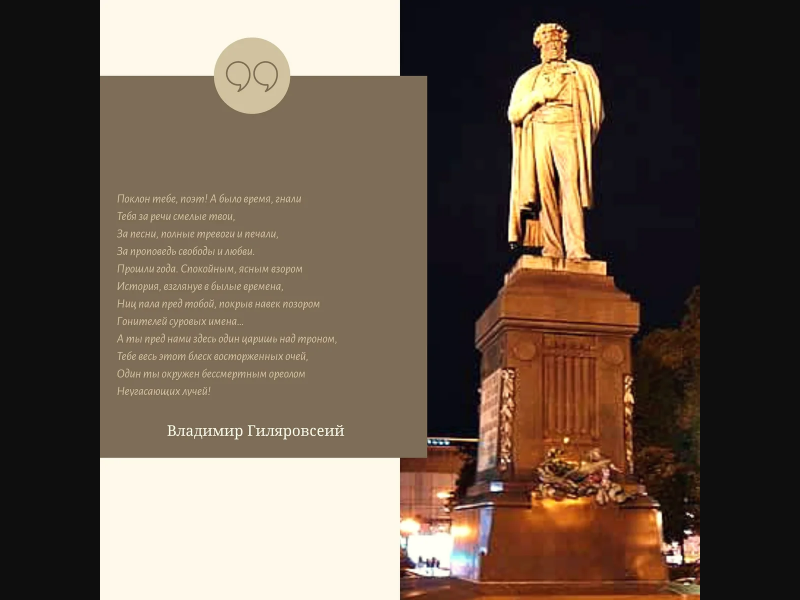 Поклон тебе, поэт! А было время, гнали
Тебя за речи смелые твои,
За песни, полные тревоги и печали,
За проповедь свободы и любви.
Прошли года. Спокойным, ясным взором
История, взглянув в былые времена,
Ниц пала пред тобой, покрыв навек позором
Гонителей суровых имена...
А ты пред нами здесь один царишь над троном,
Тебе весь этот блеск восторженных очей,
Один ты окружен бессмертным ореолом
Неугасающих лучей!
Владимир Гиляровсеий